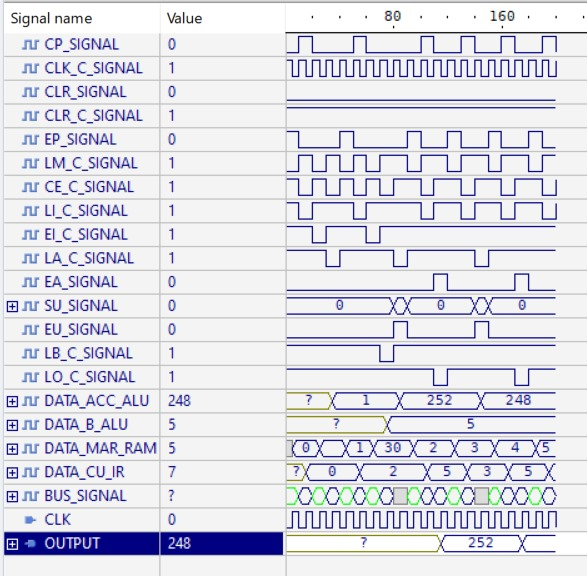 Signal name Value 80 160
CP_SIGNAL 0
CLK_C_SIGNAL 1
CLR_SIGNAL 0
CLR_C_SIGNAL 1
EP_SIGNAL 0
LM_C_SIGNAL 1
CE_C_SIGNAL 1
LI_C_SIGNAL 1
EI_C_SIGNAL 1
LA_C_SIGNAL 1
EA_SIGNAL 0
SU_SIGNAL 0 0 0 0
EU_SIGNAL 0
LB_C_SIGNAL 1
LO_C_SIGNAL 1
DATA_ACC_ALU 248 ? 1 252 248
DATA_B_ALU 5 ? 5
DATA_MAR_RAM 5 0 1 30 2 3 4 5
DATA_CU_IR 7 ? 0 2 5 3 5
BUS_SIGNAL ?
CLK 0
OUTPUT 248 ? 252